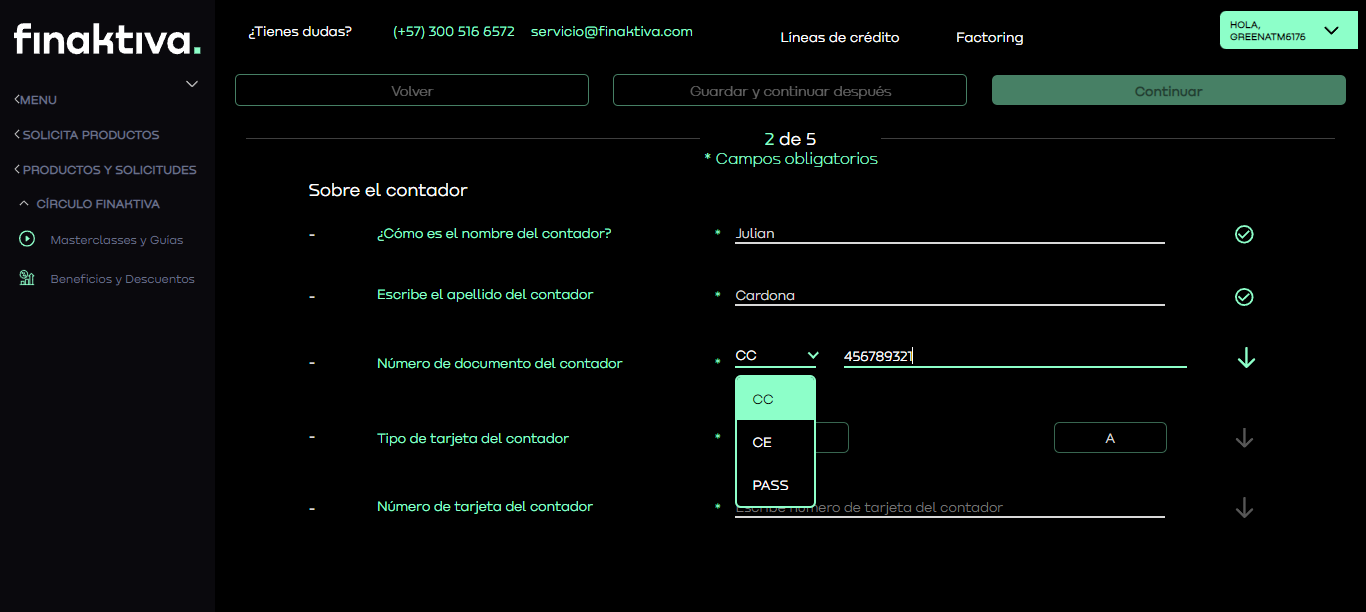 finaktiva.
¿Tienes dudas? (+57) 300 516 6572 servicio@finaktiva.com Líneas de crédito Factoring
HOLA,
GREENATM6176
MENU
SOLICITA PRODUCTOS
PRODUCTOS Y SOLICITUDES
CÍRCULO FINAKTIVA
Masterclasses y Guías
Beneficios y Descuentos
Volver
Guardar y continuar después
Continuar
2 de 5
* Campos obligatorios
Sobre el contador
- ¿Cómo es el nombre del contador? * Julian
- Escribe el apellido del contador * Cardona
- Número de documento del contador * CC 456789321
CC
CE
PASS
- Tipo de tarjeta del contador * A
- Número de tarjeta del contador * Escribe número de tarjeta del contador